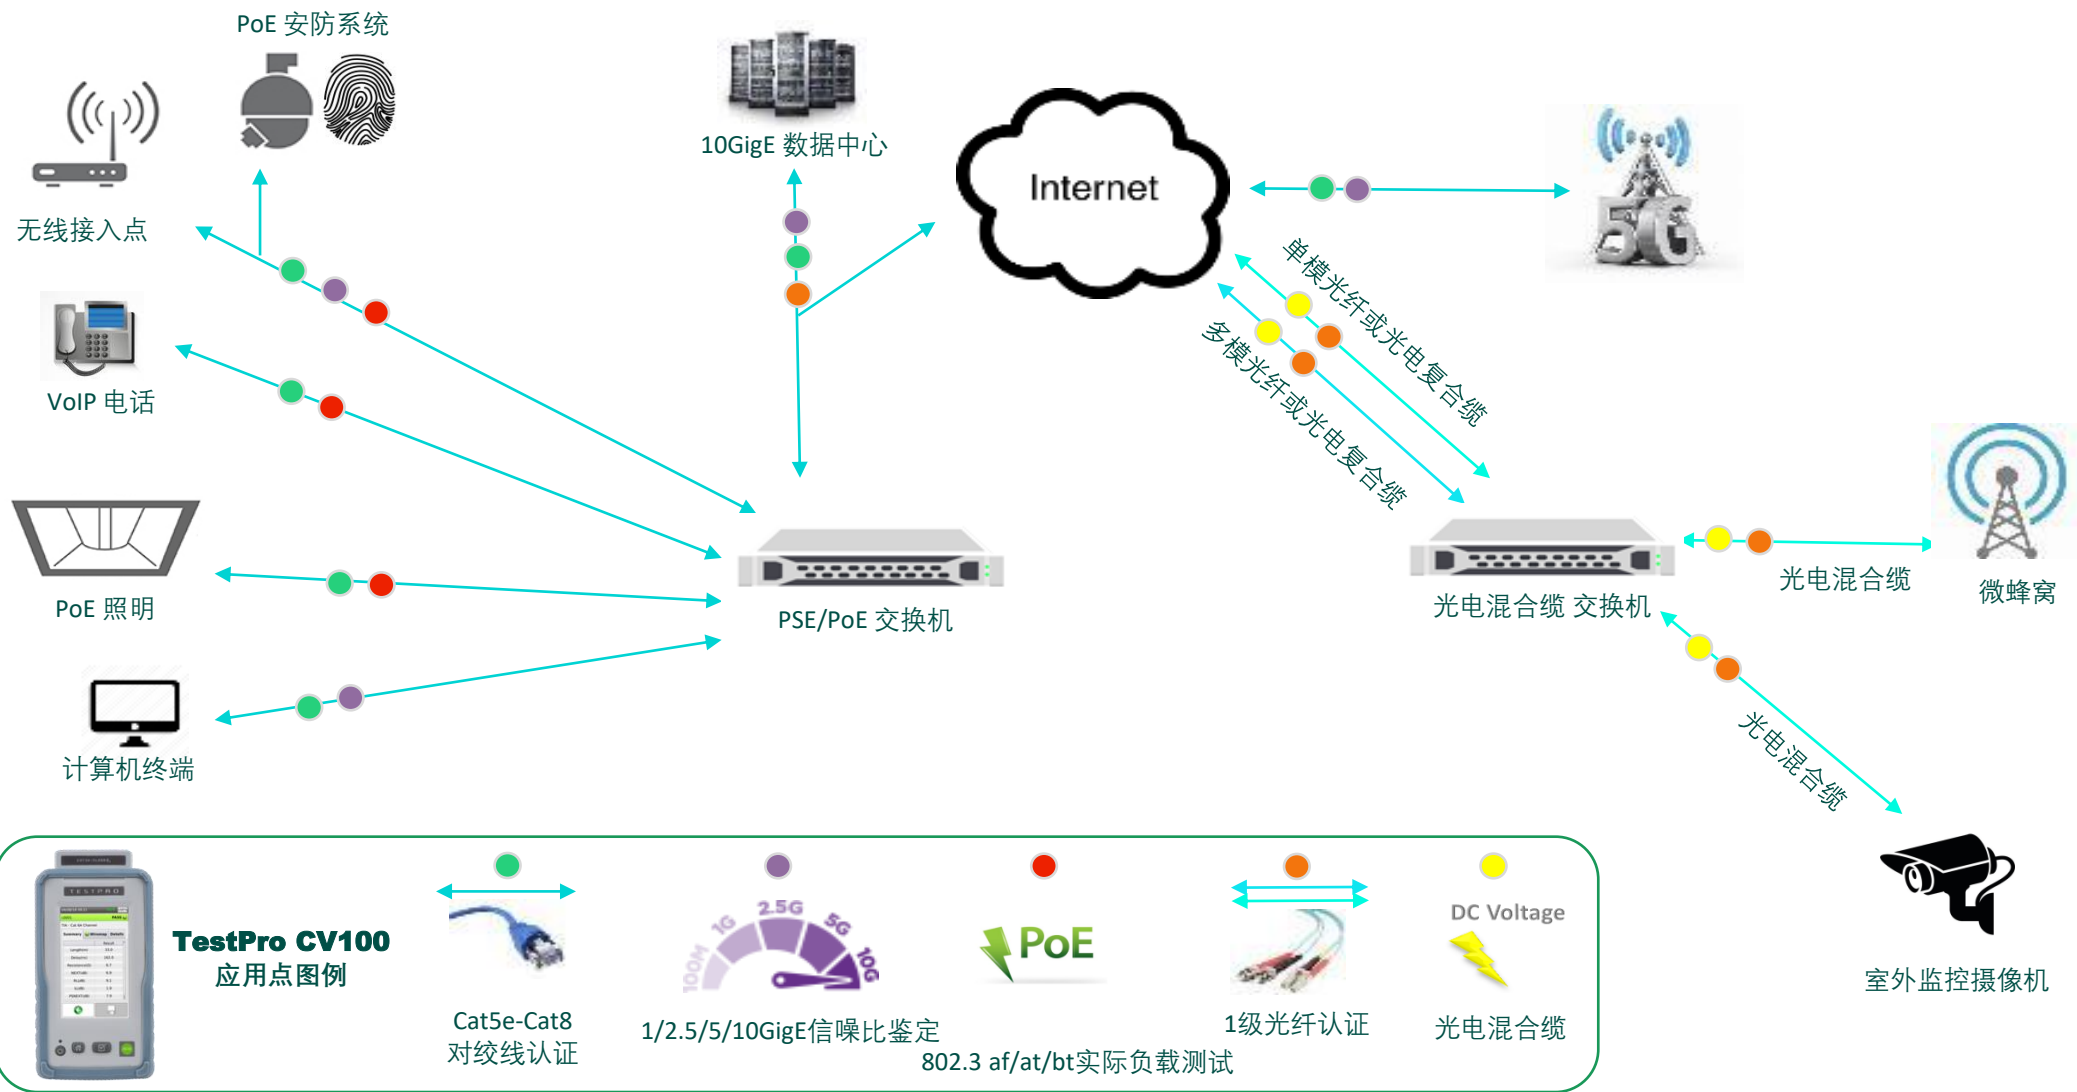 PoE 安防系统
10GigE 数据中心
Internet
5G
无线接入点
单模光纤或光电复合缆
多模光纤或光电复合缆
VoIP 电话
PoE 照明
PSE/PoE 交换机
光电混合缆 交换机
光电混合缆
微蜂窝
计算机终端
光电混合缆
室外监控摄像机
TESTPRO
TestPro CV100
应用点图例
Cat5e-Cat8
对绞线认证
100M 1G 2.5G 5G 10G
1/2.5/5/10GigE信噪比鉴定
PoE
802.3 af/at/bt实际负载测试
1级光纤认证
DC Voltage
光电混合缆